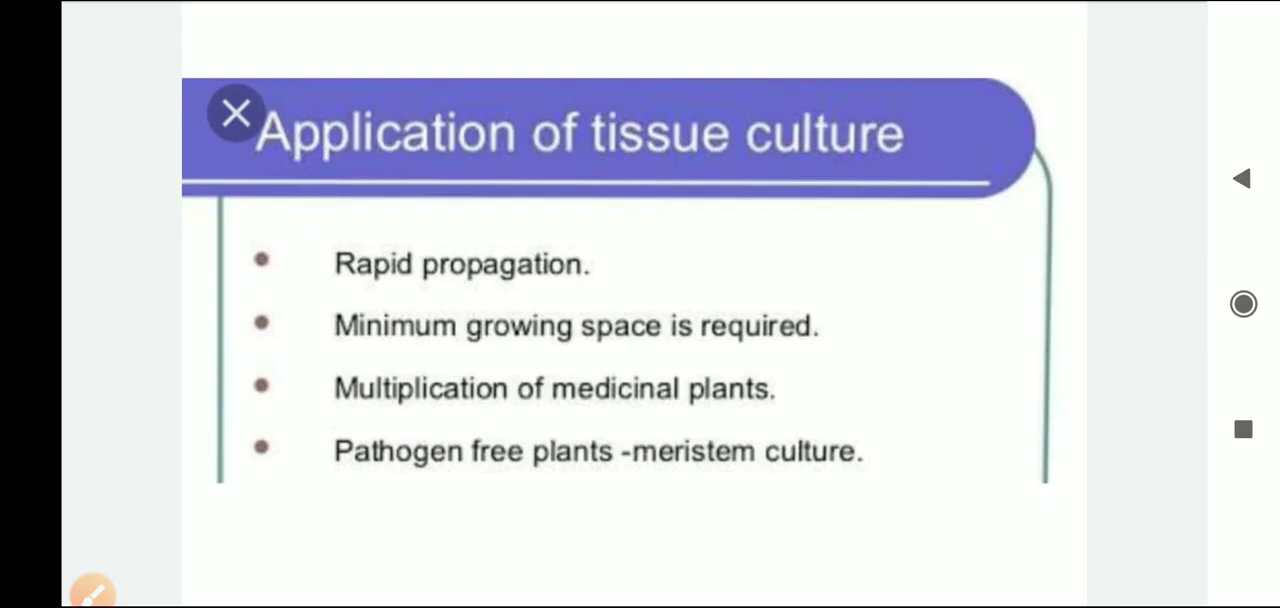 Application of tissue culture
Rapid propagation.
Minimum growing space is required.
Multiplication of medicinal plants.
Pathogen free plants -meristem culture.